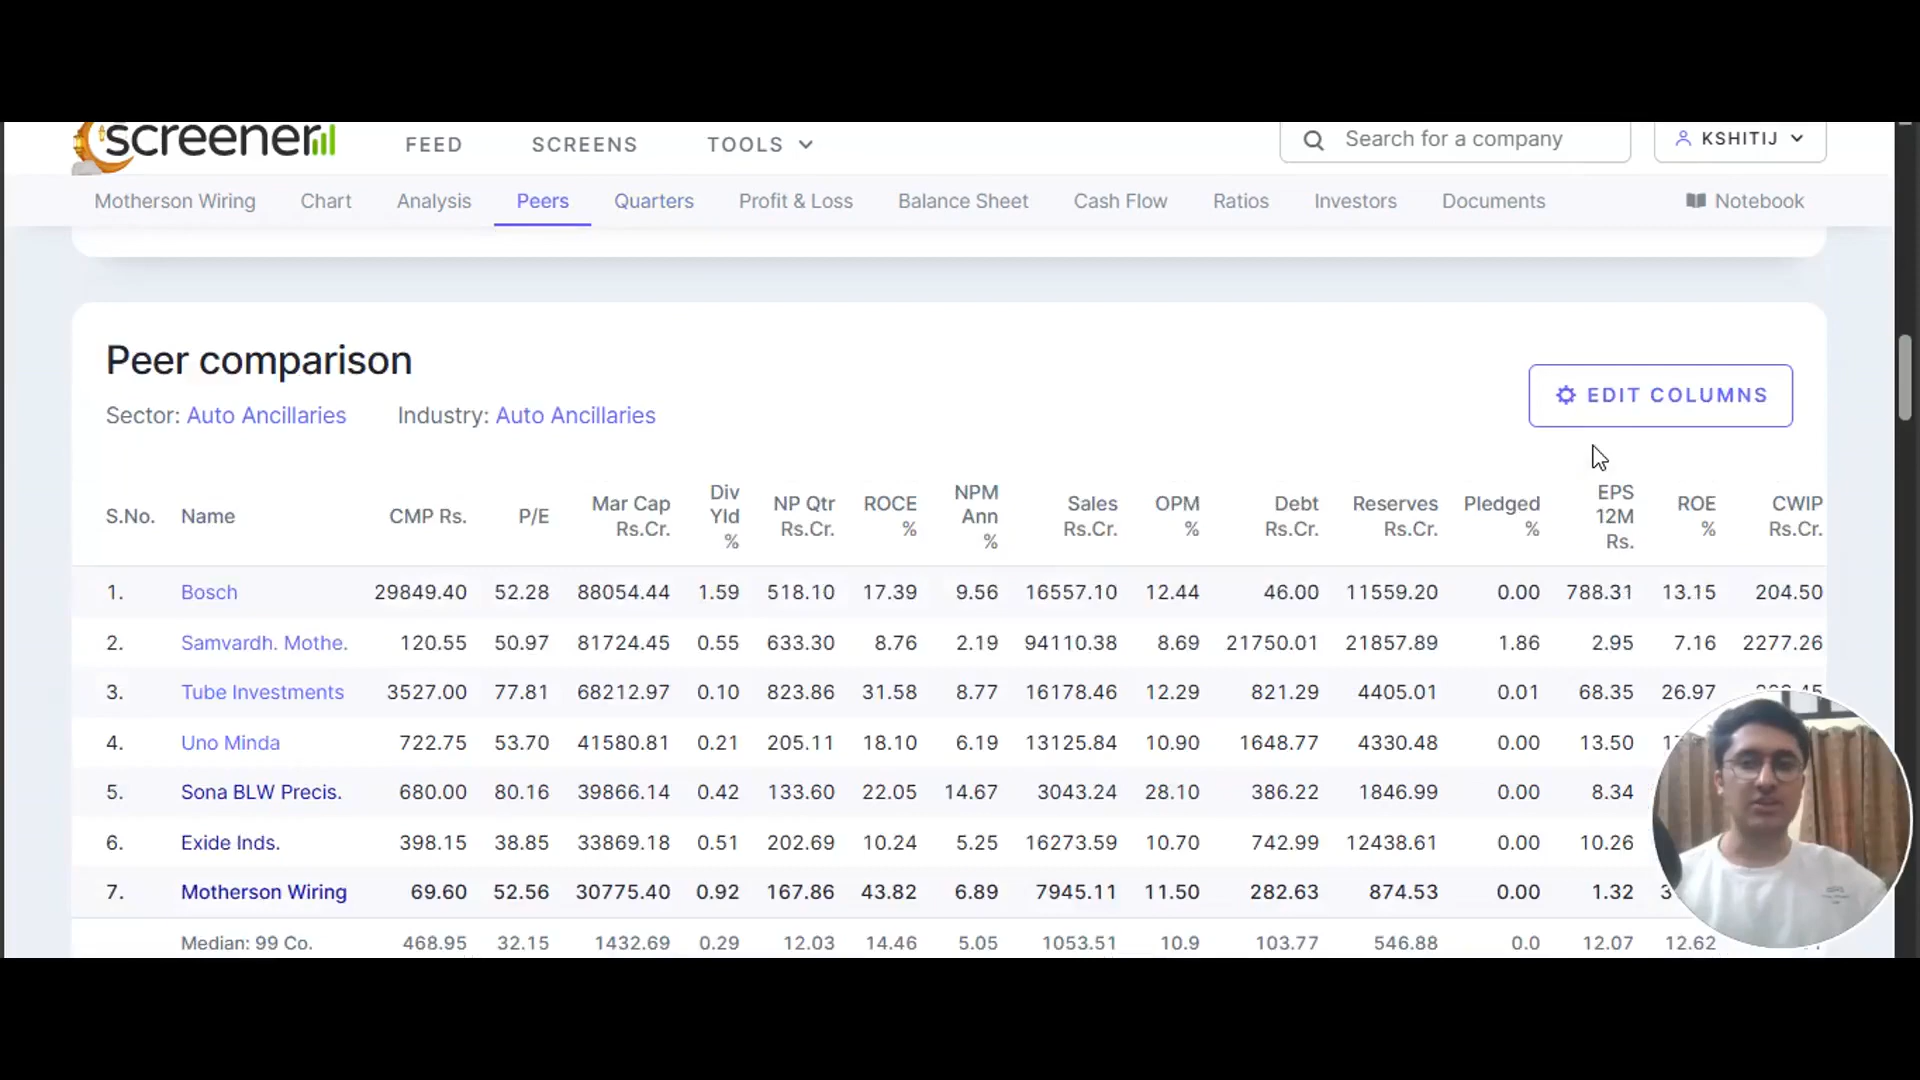 screener
FEED SCREENS TOOLS Search for a company KSHITIJ
Motherson Wiring Chart Analysis Peers Quarters Profit & Loss Balance Sheet Cash Flow Ratios Investors Documents Notebook
Peer comparison
EDIT COLUMNS
Sector: Auto Ancillaries Industry: Auto Ancillaries
S.No. Name CMP Rs. P/E Mar Cap Rs.Cr. Div Yld % NP Qtr Rs.Cr. ROCE % NPM Ann % Sales Rs.Cr. OPM % Debt Rs.Cr. Reserves Rs.Cr. Pledged % EPS 12M Rs. ROE % CWIP Rs.Cr.
1. Bosch 29849.40 52.28 88054.44 1.59 518.10 17.39 9.56 16557.10 12.44 46.00 11559.20 0.00 788.31 13.15 204.50
2. Samvardh. Mothe. 120.55 50.97 81724.45 0.55 633.30 8.76 2.19 94110.38 8.69 21750.01 21857.89 1.86 2.95 7.16 2277.26
3. Tube Investments 3527.00 77.81 68212.97 0.10 823.86 31.58 8.77 16178.46 12.29 821.29 4405.01 0.01 68.35 26.97
4. Uno Minda 722.75 53.70 41580.81 0.21 205.11 18.10 6.19 13125.84 10.90 1648.77 4330.48 0.00 13.50
5. Sona BLW Precis. 680.00 80.16 39866.14 0.42 133.60 22.05 14.67 3043.24 28.10 386.22 1846.99 0.00 8.34
6. Exide Inds. 398.15 38.85 33869.18 0.51 202.69 10.24 5.25 16273.59 10.70 742.99 12438.61 0.00 10.26
7. Motherson Wiring 69.60 52.56 30775.40 0.92 167.86 43.82 6.89 7945.11 11.50 282.63 874.53 0.00 1.32
Median: 99 Co. 468.95 32.15 1432.69 0.29 12.03 14.46 5.05 1053.51 10.9 103.77 546.88 0.0 12.07 12.62